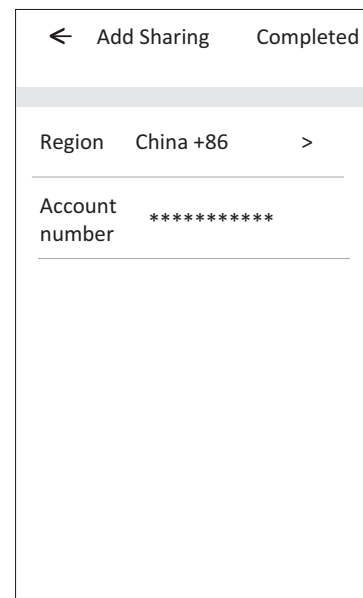 ← Add Sharing Completed
Region China +86 >
Account
number ***********